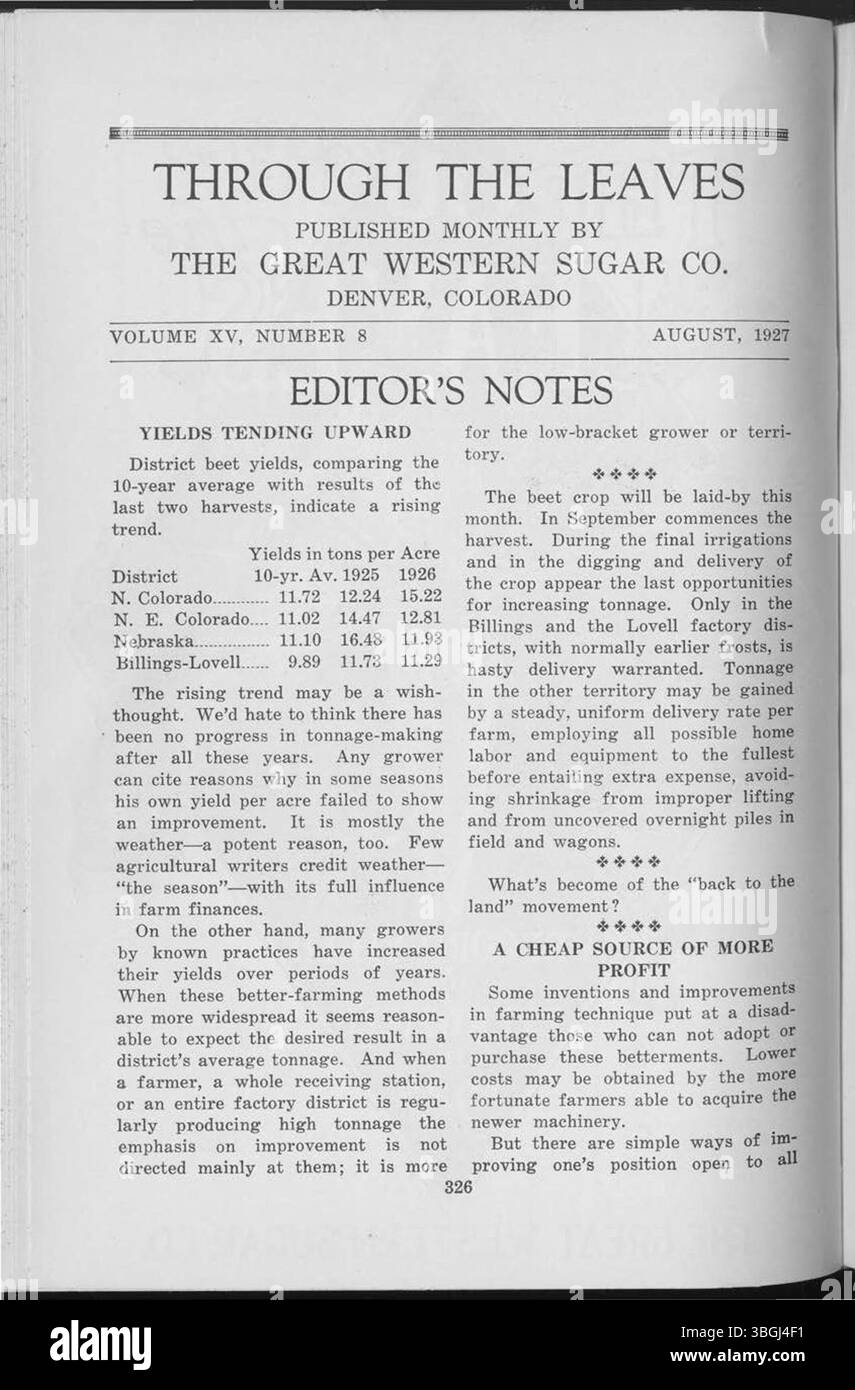 THROUGH THE LEAVES
PUBLISHED MONTHLY BY
THE GREAT WESTERN SUGAR CO.
DENVER, COLORADO
VOLUME XV, NUMBER 8 AUGUST, 1927
EDITOR'S NOTES
YIELDS TENDING UPWARD
District beet yields, comparing the
10-year average with results of the
last two harvests, indicate a rising
trend.
Yields in tons per Acre
District 10-yr. Av. 1925 1926
N. Colorado............ 11.72 12.24 15.22
N. E. Colorado.... 11.02 14.47 12.81
Nebraska................ 11.10 16.48 11.93
Billings-Lovell...... 9.89 11.73 11.29
The rising trend may be a wish-
thought. We'd hate to think there has
been no progress in tonnage-making
after all these years. Any grower
can cite reasons why in some seasons
his own yield per acre failed to show
an improvement. It is mostly the
weather—a potent reason, too. Few
agricultural writers credit weather—
"the season"—with its full influence
in farm finances.
On the other hand, many growers
by known practices have increased
their yields over periods of years.
When these better-farming methods
are more widespread it seems reason-
able to expect the desired result in a
district's average tonnage. And when
a farmer, a whole receiving station,
or an entire factory district is regu-
larly producing high tonnage the
emphasis on improvement is not
directed mainly at them; it is more
for the low-bracket grower or terri-
tory.
The beet crop will be laid-by this
month. In September commences the
harvest. During the final irrigations
and in the digging and delivery of
the crop appear the last opportunities
for increasing tonnage. Only in the
Billings and the Lovell factory dis-
tricts, with normally earlier frosts, is
hasty delivery warranted. Tonnage
in the other territory may be gained
by a steady, uniform delivery rate per
farm, employing all possible home
labor and equipment to the fullest
before entailing extra expense, avoid-
ing shrinkage from improper lifting
and from uncovered overnight piles in
field and wagons.
What's become of the "back to the
land" movement?
A CHEAP SOURCE OF MORE
PROFIT
Some inventions and improvements
in farming technique put at a disad-
vantage those who can not adopt or
purchase these betterments. Lower
costs may be obtained by the more
fortunate farmers able to acquire the
newer machinery.
But there are simple ways of im-
proving one's position open to all
326
alamy
Image ID: 3BGJ4F1
www.alamy.com